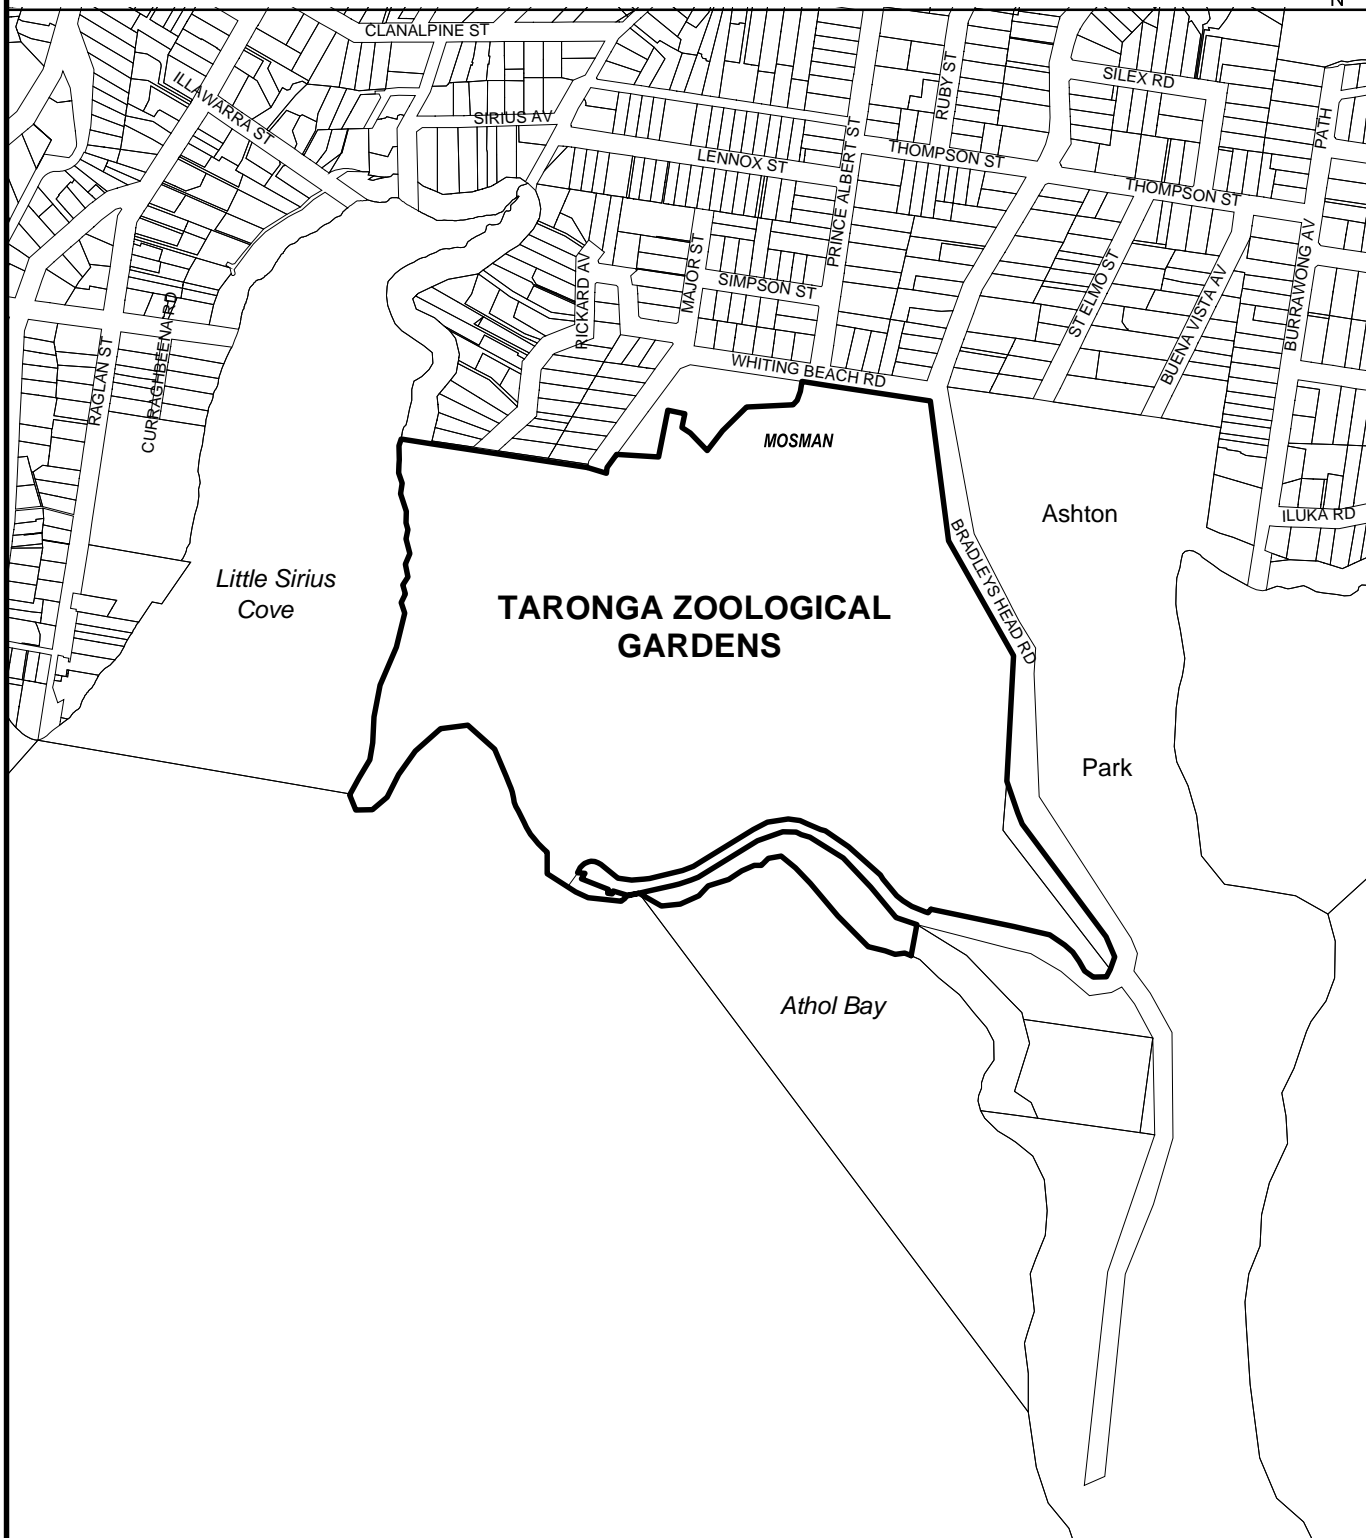 N
CLANALPINE ST
ILLAWARRA ST
SIRIUS AV
LENNOX ST
PRINCE ALBERT ST
RUBY ST
SILEX RD
THOMPSON ST
THOMPSON ST
PATH
RAGLAN ST
CURRAGHBEENA RD
RICKARD AV
MAJOR ST
SIMPSON ST
WHITING BEACH RD
ST ELMO ST
BUENA VISTA AV
BURRAWONG AV
MOSMAN
Ashton
ILUKA RD
BRADLEYS HEAD RD
Little Sirius
Cove
TARONGA ZOOLOGICAL
GARDENS
Park
Athol Bay